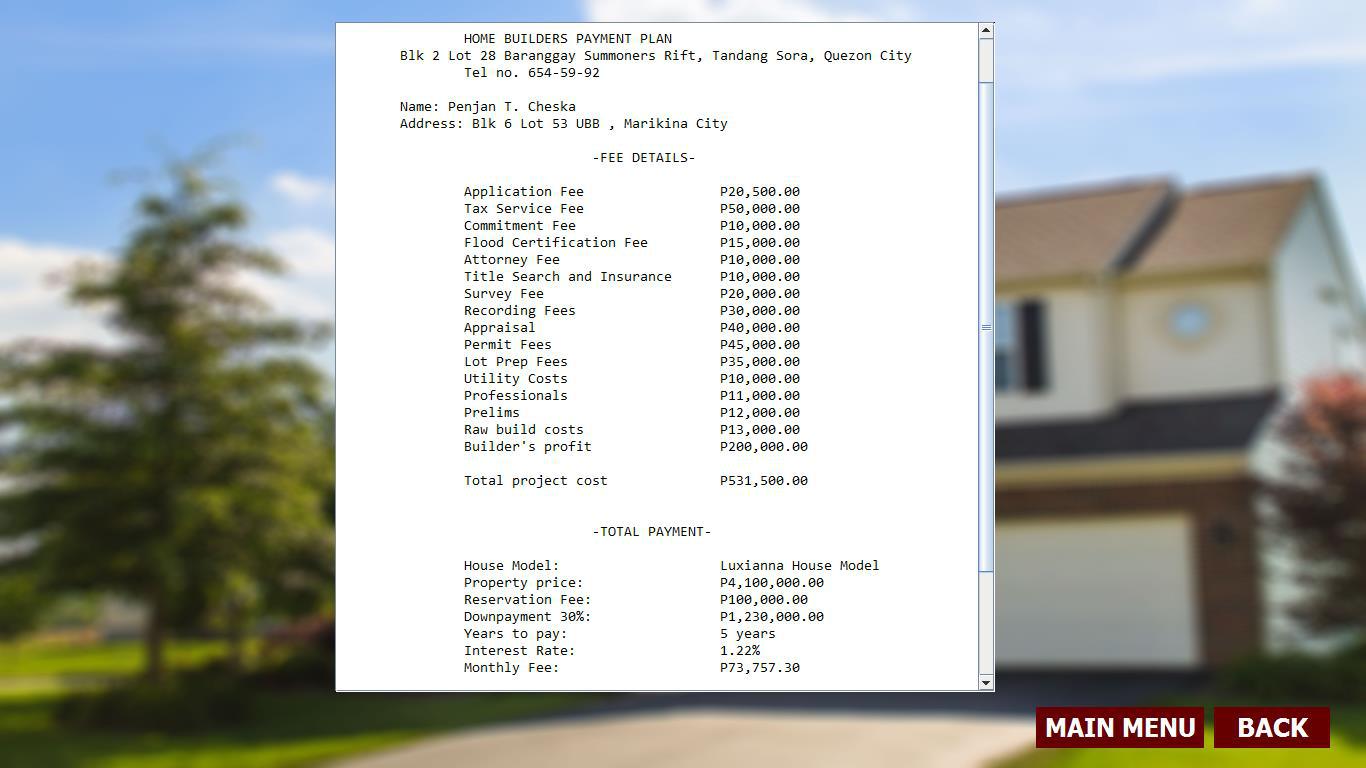 HOME BUILDERS PAYMENT PLAN
Blk 2 Lot 28 Baranggay Summoners Rift, Tandang Sora, Quezon City
Tel no. 654-59-92
Name: Penjan T. Cheska
Address: Blk 6 Lot 53 UBB , Marikina City
-FEE DETAILS-
Application Fee P20,500.00
Tax Service Fee P50,000.00
Commitment Fee P10,000.00
Flood Certification Fee P15,000.00
Attorney Fee P10,000.00
Title Search and Insurance P10,000.00
Survey Fee P20,000.00
Recording Fees P30,000.00
Appraisal P40,000.00
Permit Fees P45,000.00
Lot Prep Fees P35,000.00
Utility Costs P10,000.00
Professionals P11,000.00
Prelims P12,000.00
Raw build costs P13,000.00
Builder's profit P200,000.00
Total project cost P531,500.00
-TOTAL PAYMENT-
House Model: Luxianna House Model
Property price: P4,100,000.00
Reservation Fee: P100,000.00
Downpayment 30%: P1,230,000.00
Years to pay: 5 years
Interest Rate: 1.22%
Monthly Fee: P73,757.30
MAIN MENU BACK